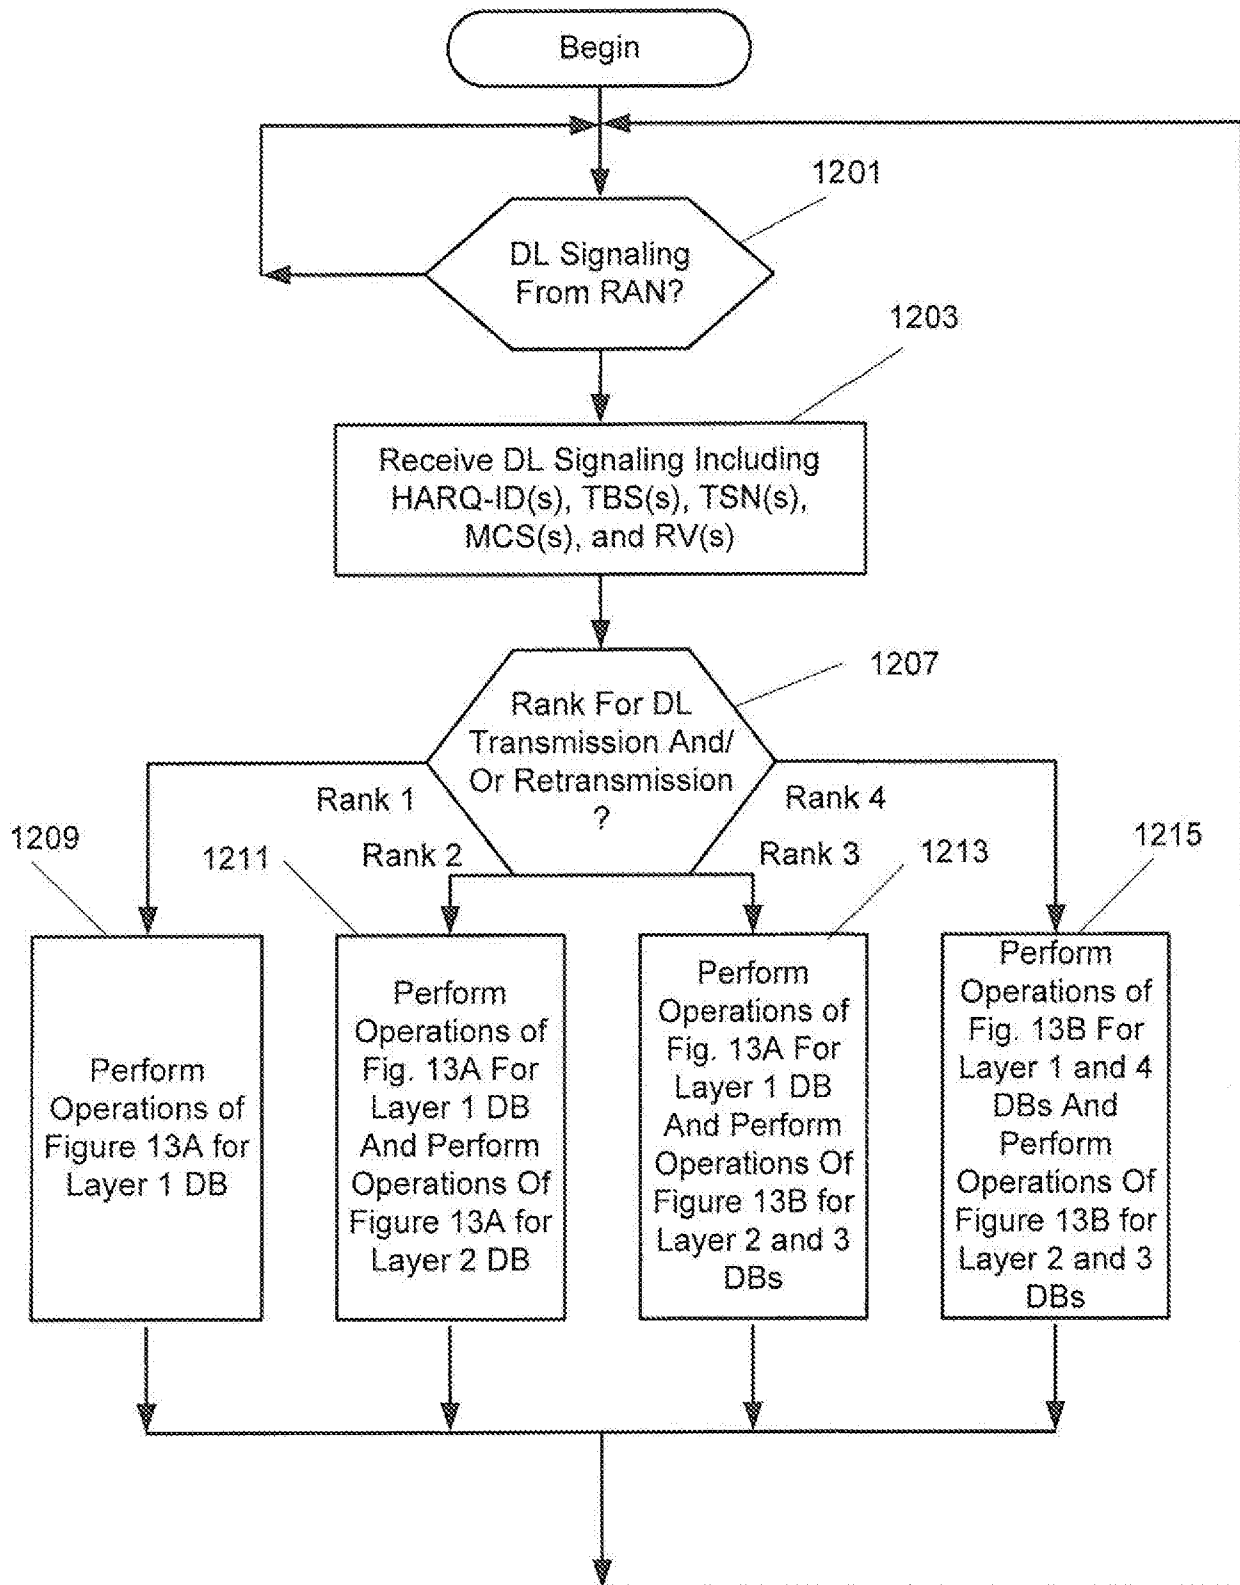 Begin
1201
DL Signaling
From RAN?
1203
Receive DL Signaling Including
HARQ-ID(s), TBS(s), TSN(s),
MCS(s), and RV(s)
1207
Rank For DL
Transmission And/
Or Retransmission
?
Rank 1
Rank 2
Rank 3
Rank 4
1209
Perform
Operations of
Figure 13A for
Layer 1 DB
1211
Perform
Operations of
Fig. 13A For
Layer 1 DB
And Perform
Operations Of
Figure 13A for
Layer 2 DB
1213
Perform
Operations of
Fig. 13A For
Layer 1 DB
And Perform
Operations Of
Figure 13B for
Layer 2 and 3
DBs
1215
Perform
Operations of
Fig. 13B For
Layer 1 and 4
DBs And
Perform
Operations Of
Figure 13B for
Layer 2 and 3
DBs